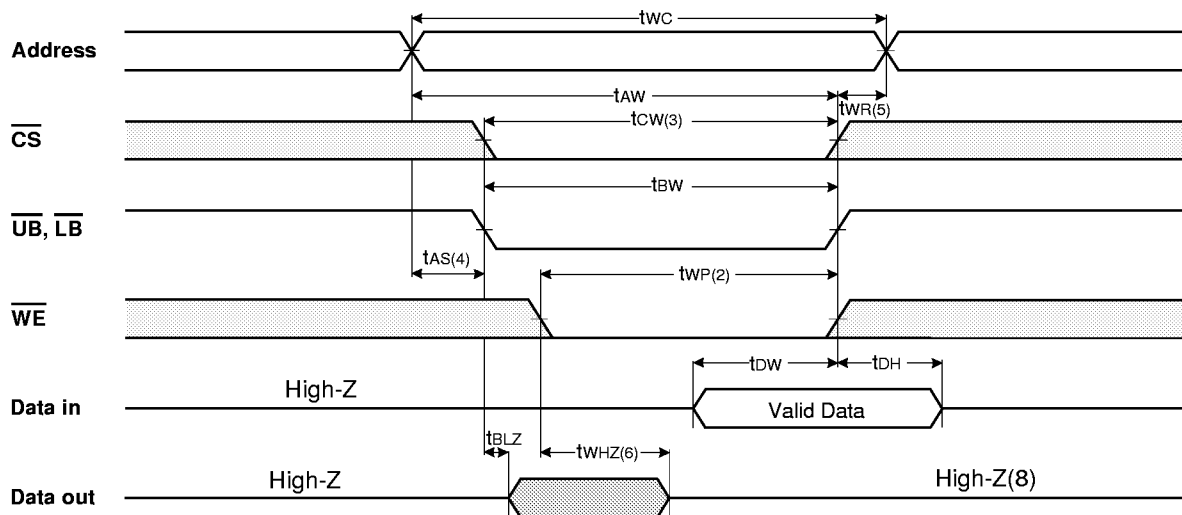 tWC
Address
tAW
tWR(5)
tCW(3)
CS
tBW
UB, LB
tAS(4)
tWP(2)
WE
tDW
tDH
High-Z
Data in
Valid Data
tBLZ
tWHZ(6)
High-Z
High-Z(8)
Data out